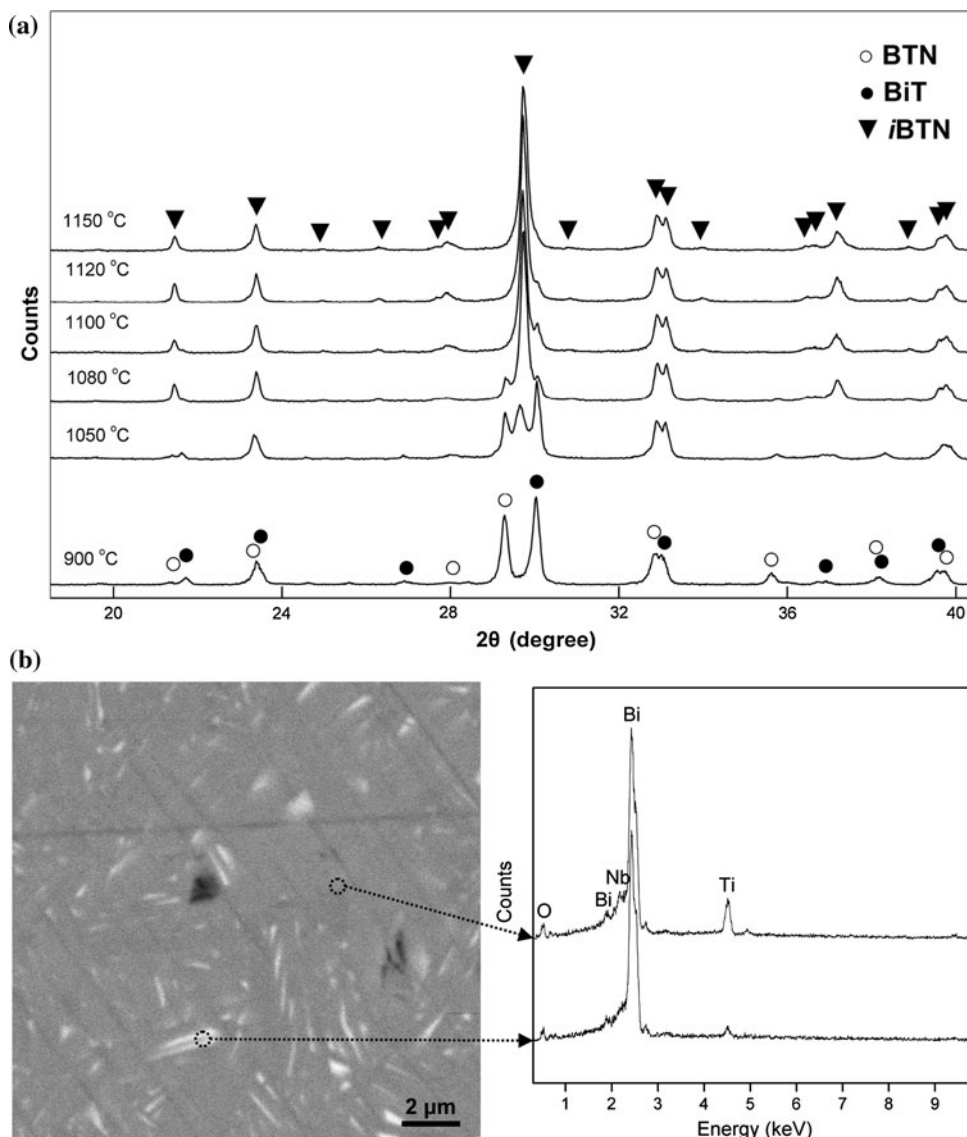 (a)
BTN
BiT
iBTN
1150 °C
1120 °C
1100 °C
1080 °C
1050 °C
900 °C
Counts
20 24 28 32 36 40
2θ (degree)
(b)
2 μm
Counts
Bi
Nb
Bi
O
Ti
1 2 3 4 5 6 7 8 9
Energy (keV)